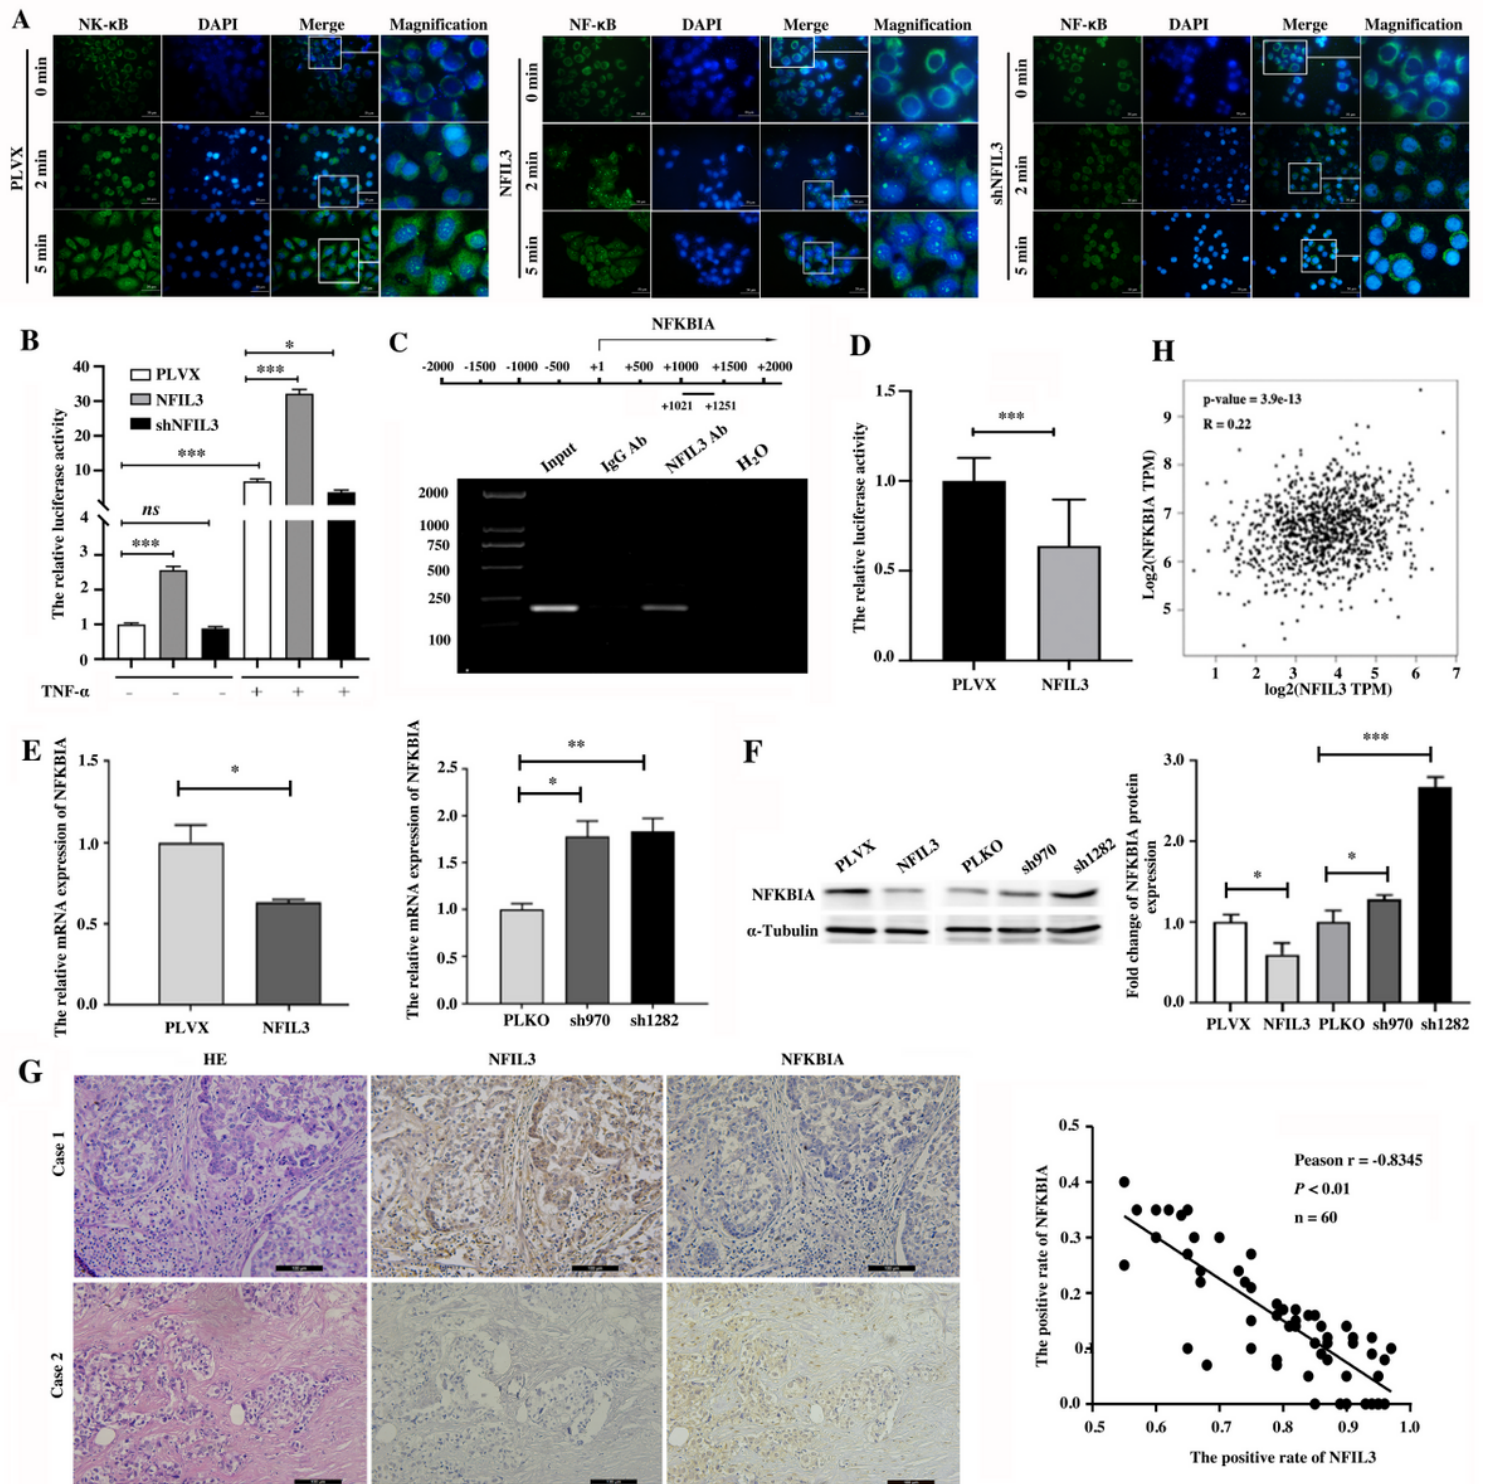 A
NK-κB DAPI Merge Magnification
NF-κB DAPI Merge Magnification
NF-κB DAPI Merge Magnification
PLVX
0 min
2 min
5 min
NFIL3
0 min
2 min
5 min
shNFIL3
0 min
2 min
5 min
B
The relative luciferase activity
40
30
20
10
4
3
2
1
0
PLVX
NFIL3
shNFIL3
***
ns
***
***
*
TNF-α - - - + + +
C
NFKBIA
-2000 -1500 -1000 -500 +1 +500 +1000 +1500 +2000
+1021 +1251
Input IgG Ab NFIL3 Ab H2O
2000
1000
750
500
250
100
D
The relative luciferase activity
1.5
1.0
0.5
0.0
***
PLVX NFIL3
H
p-value = 3.9e-13
R = 0.22
Log2(NFKBIA TPM)
9
8
7
6
5
1 2 3 4 5 6 7
log2(NFIL3 TPM)
E
The relative mRNA expression of NFKBIA
1.5
1.0
0.5
0.0
*
PLVX NFIL3
The relative mRNA expression of NFKBIA
2.5
2.0
1.5
1.0
0.5
0.0
**
*
PLKO sh970 sh1282
F
PLVX NFIL3 PLKO sh970 sh1282
NFKBIA
α-Tubulin
Fold change of NFKBIA protein
expression
3.0
2.0
1.0
0.0
***
*
*
PLVX NFIL3 PLKO sh970 sh1282
G
HE NFIL3 NFKBIA
Case 1
Case 2
The positive rate of NFKBIA
0.5
0.4
0.3
0.2
0.0
Peason r = -0.8345
P < 0.01
n = 60
0.5 0.6 0.7 0.8 0.9 1.0
The positive rate of NFIL3